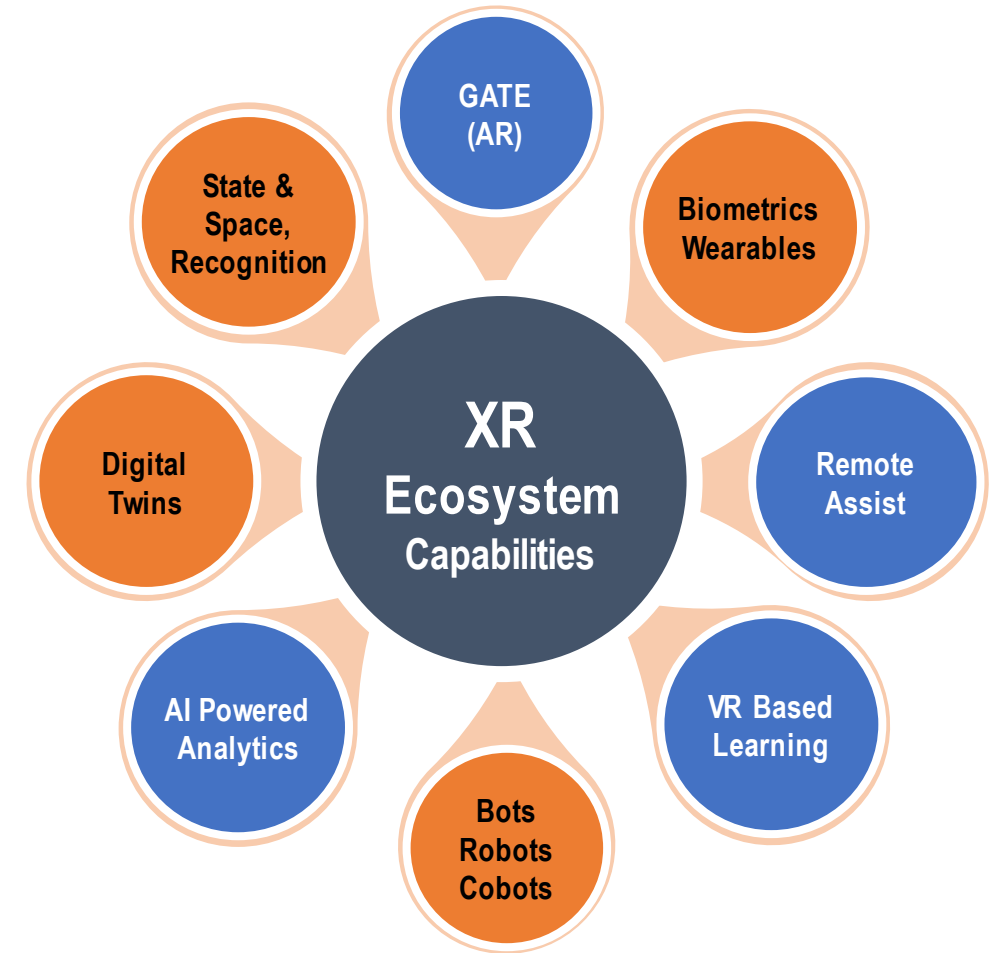 GATE
(AR)
State &
Space,
Recognition
Biometrics
Wearables
XR
Ecosystem
Capabilities
Digital
Twins
Remote
Assist
AI Powered
Analytics
VR Based
Learning
Bots
Robots
Cobots